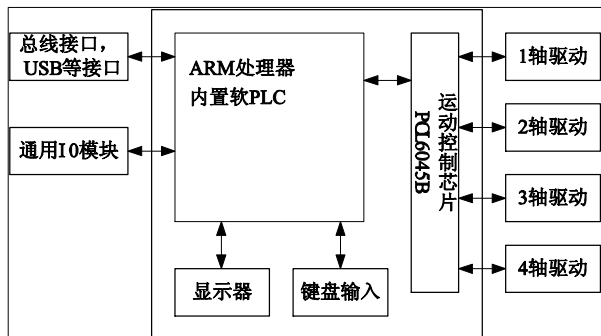 总线接口，
USB等接口
通用IO模块
ARM处理器
内置软PLC
显示器
键盘输入
运动控制芯片
PCL6045B
1轴驱动
2轴驱动
3轴驱动
4轴驱动